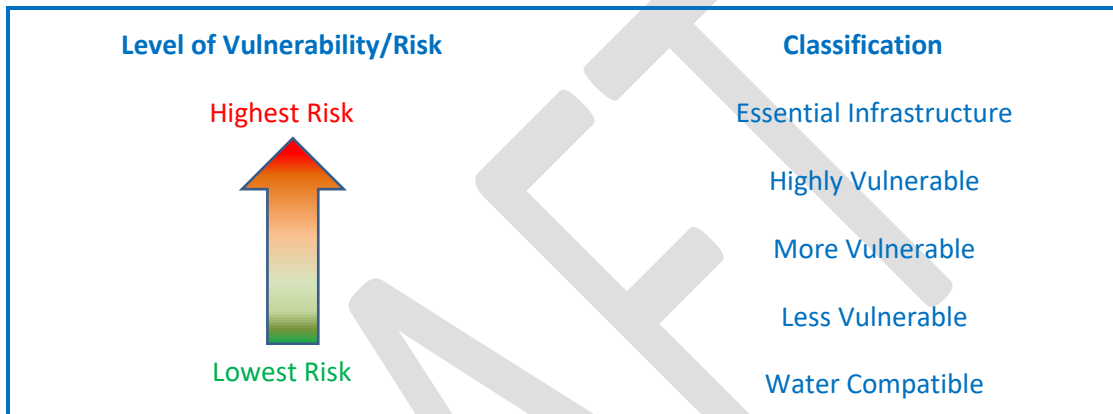 Level of Vulnerability/Risk
Classification
Highest Risk
Essential Infrastructure
Highly Vulnerable
More Vulnerable
Less Vulnerable
Lowest Risk
Water Compatible